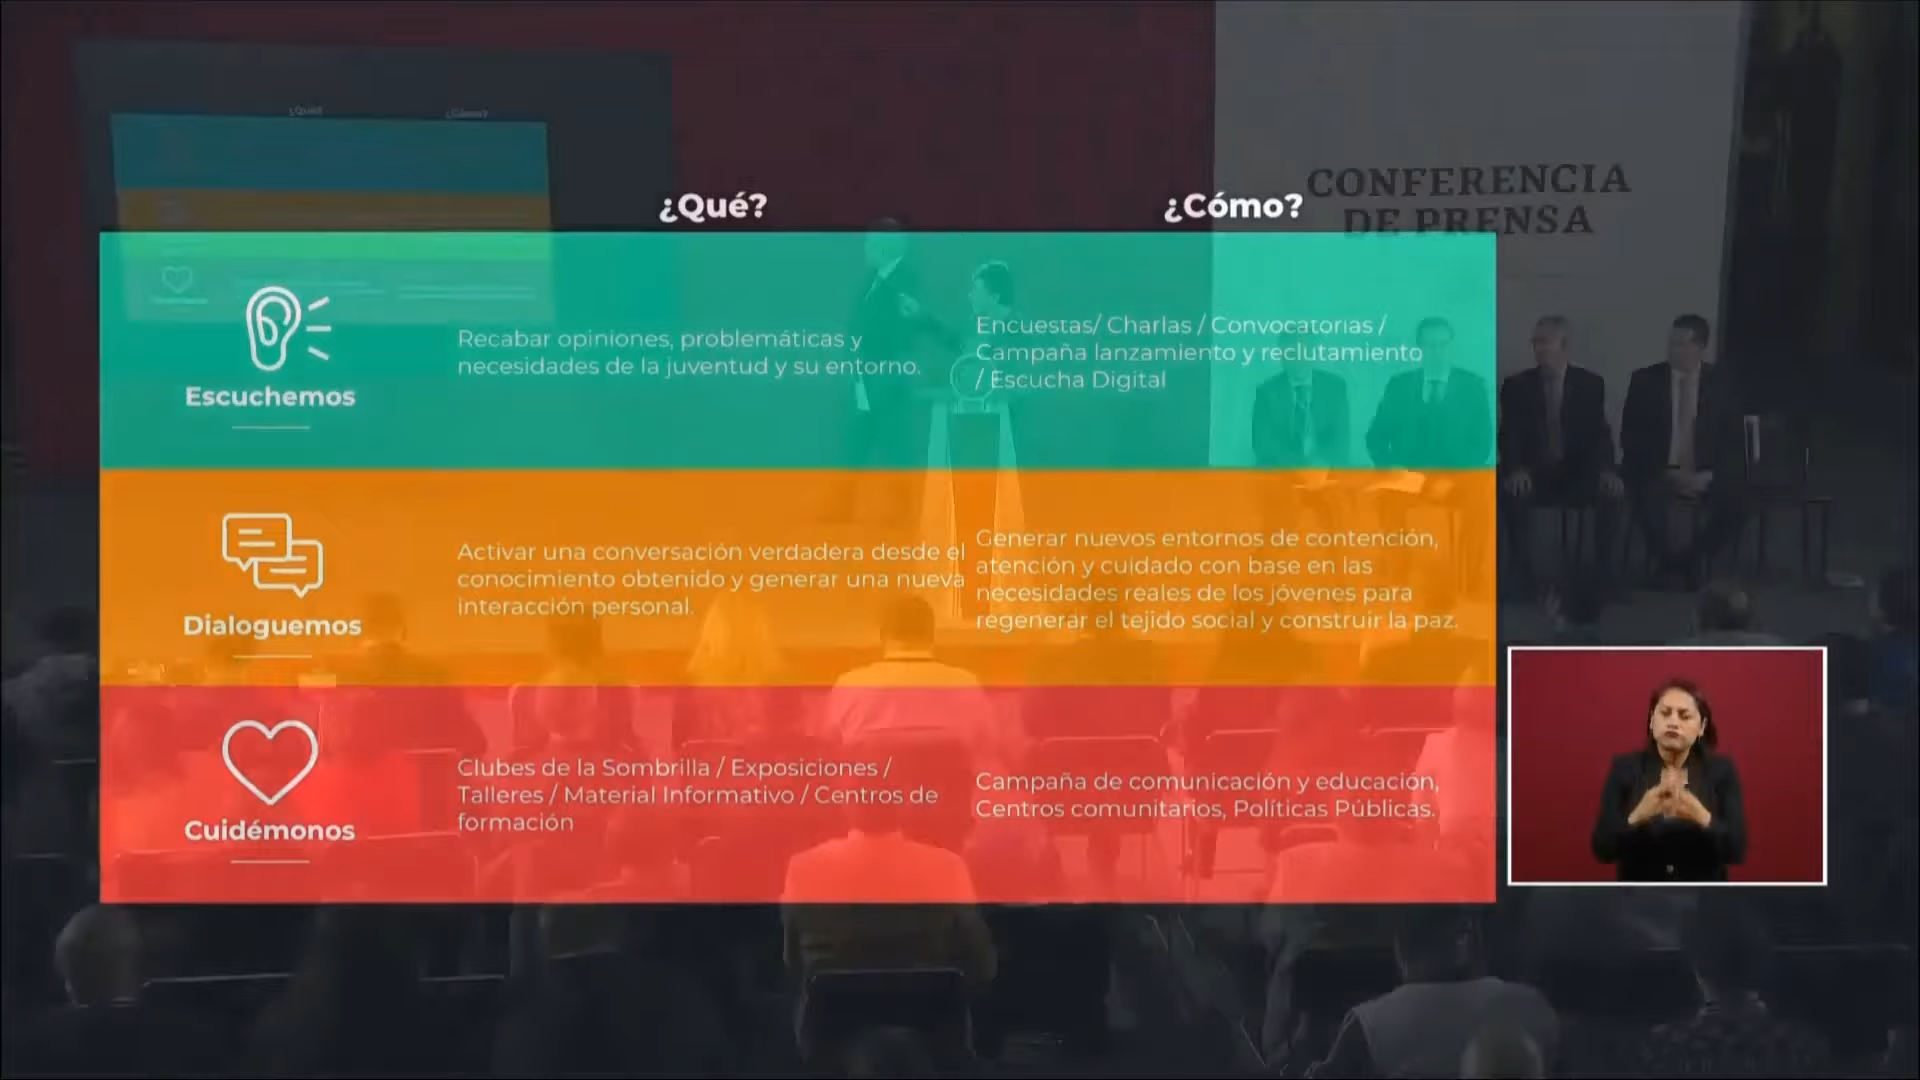 ¿Qué?
¿Cómo?
CONFERENCIA
DE PRENSA
¿Qué?
¿Cómo?
Escuchemos
Recabar opiniones, problemáticas y
necesidades de la juventud y su entorno.
Encuestas/ Charlas / Convocatorias /
Campaña lanzamiento y reclutamiento
/ Escucha Digital
Dialoguemos
Activar una conversación verdadera desde el
conocimiento obtenido y generar una nueva
interacción personal.
Generar nuevos entornos de contención,
atención y cuidado con base en las
necesidades reales de los jóvenes para
regenerar el tejido social y construir la paz.
Cuidémonos
Clubes de la Sombrilla / Exposiciones /
Talleres / Material Informativo / Centros de
formación
Campaña de comunicación y educación,
Centros comunitarios, Políticas Públicas.